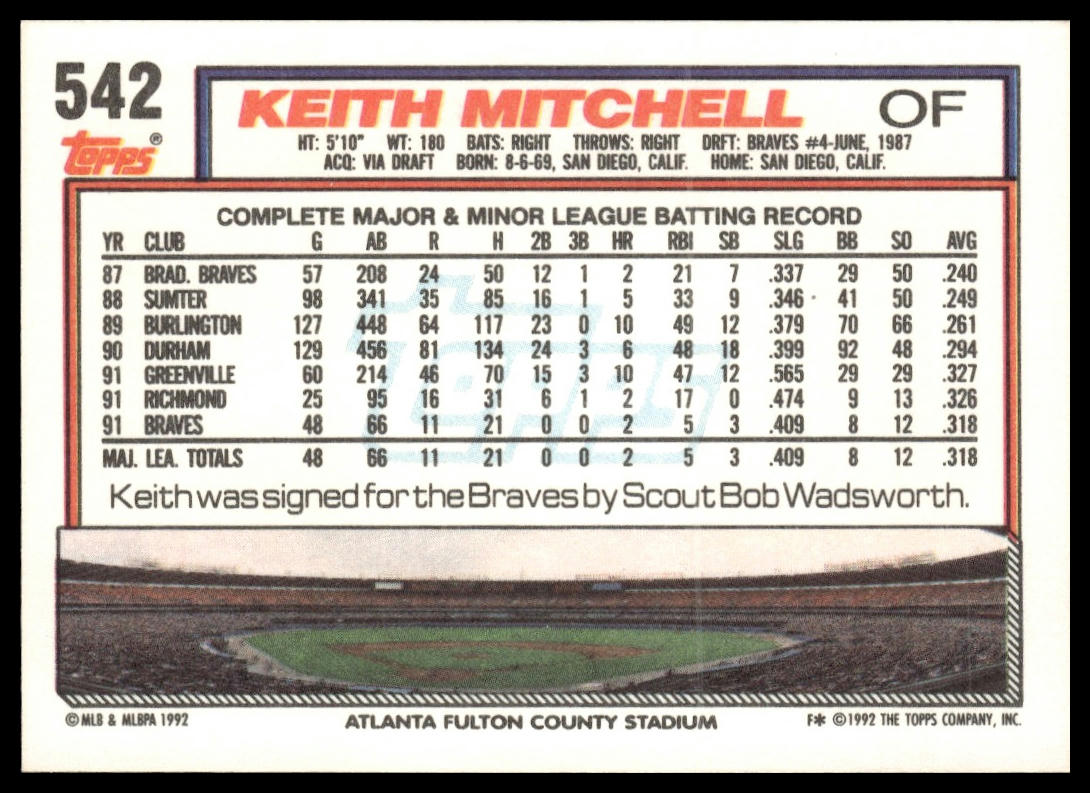 542
Topps®
KEITH MITCHELL OF
HT: 5'10" WT: 180 BATS: RIGHT THROWS: RIGHT DRFT: BRAVES #4-JUNE, 1987
ACQ: VIA DRAFT BORN: 8-6-69, SAN DIEGO, CALIF. HOME: SAN DIEGO, CALIF.
COMPLETE MAJOR & MINOR LEAGUE BATTING RECORD
YR CLUB G AB R H 2B 3B HR RBI SB SLG BB SO AVG
87 BRAD. BRAVES 57 208 24 50 12 1 2 21 7 .337 29 50 .240
88 SUMTER 98 341 35 85 16 1 5 33 9 .346 41 50 .249
89 BURLINGTON 127 448 64 117 23 0 10 49 12 .379 70 66 .261
90 DURHAM 129 456 81 134 24 3 6 48 18 .399 92 48 .294
91 GREENVILLE 60 214 46 70 15 3 10 47 12 .565 29 29 .327
91 RICHMOND 25 95 16 31 6 1 2 17 0 .474 9 13 .326
91 BRAVES 48 66 11 21 0 0 2 5 3 .409 8 12 .318
MAJ. LEA. TOTALS 48 66 11 21 0 0 2 5 3 .409 8 12 .318
Topps
Keith was signed for the Braves by Scout Bob Wadsworth.
© MLB & MLBPA 1992 ATLANTA FULTON COUNTY STADIUM F* © 1992 THE TOPPS COMPANY, INC.